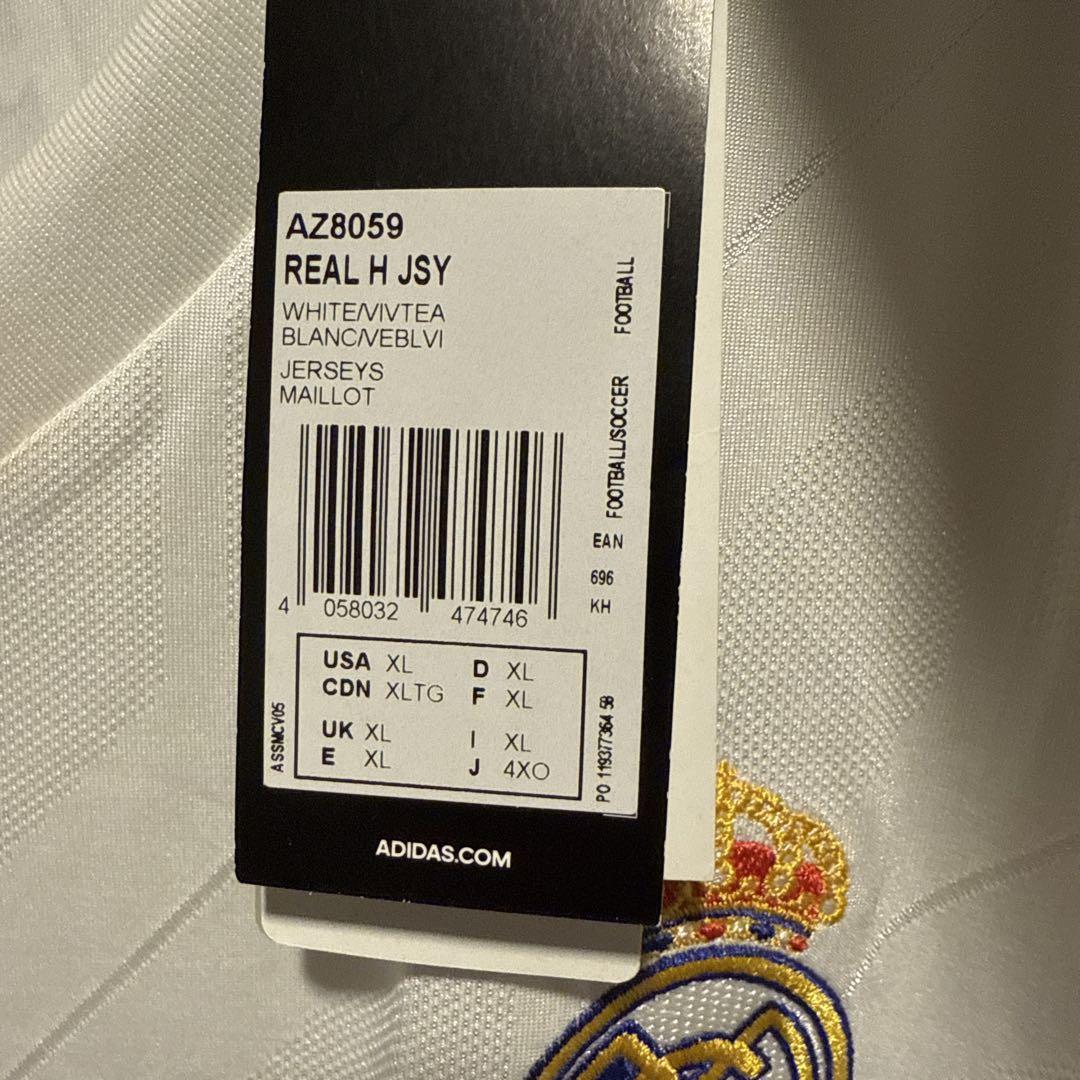 AZ8059
REAL H JSY
WHITE/VIVTEA
BLANC/VEBLVI
JERSEYS
MAILLOT
FOOTBALL
FOOTBALL/SOCCER
EAN
696
KH
4 058032 474746
USA XL D XL
CDN XLTG F XL
UK XL I XL
E XL J 4XO
ASSMCV05
PO 119377364 58
ADIDAS.COM